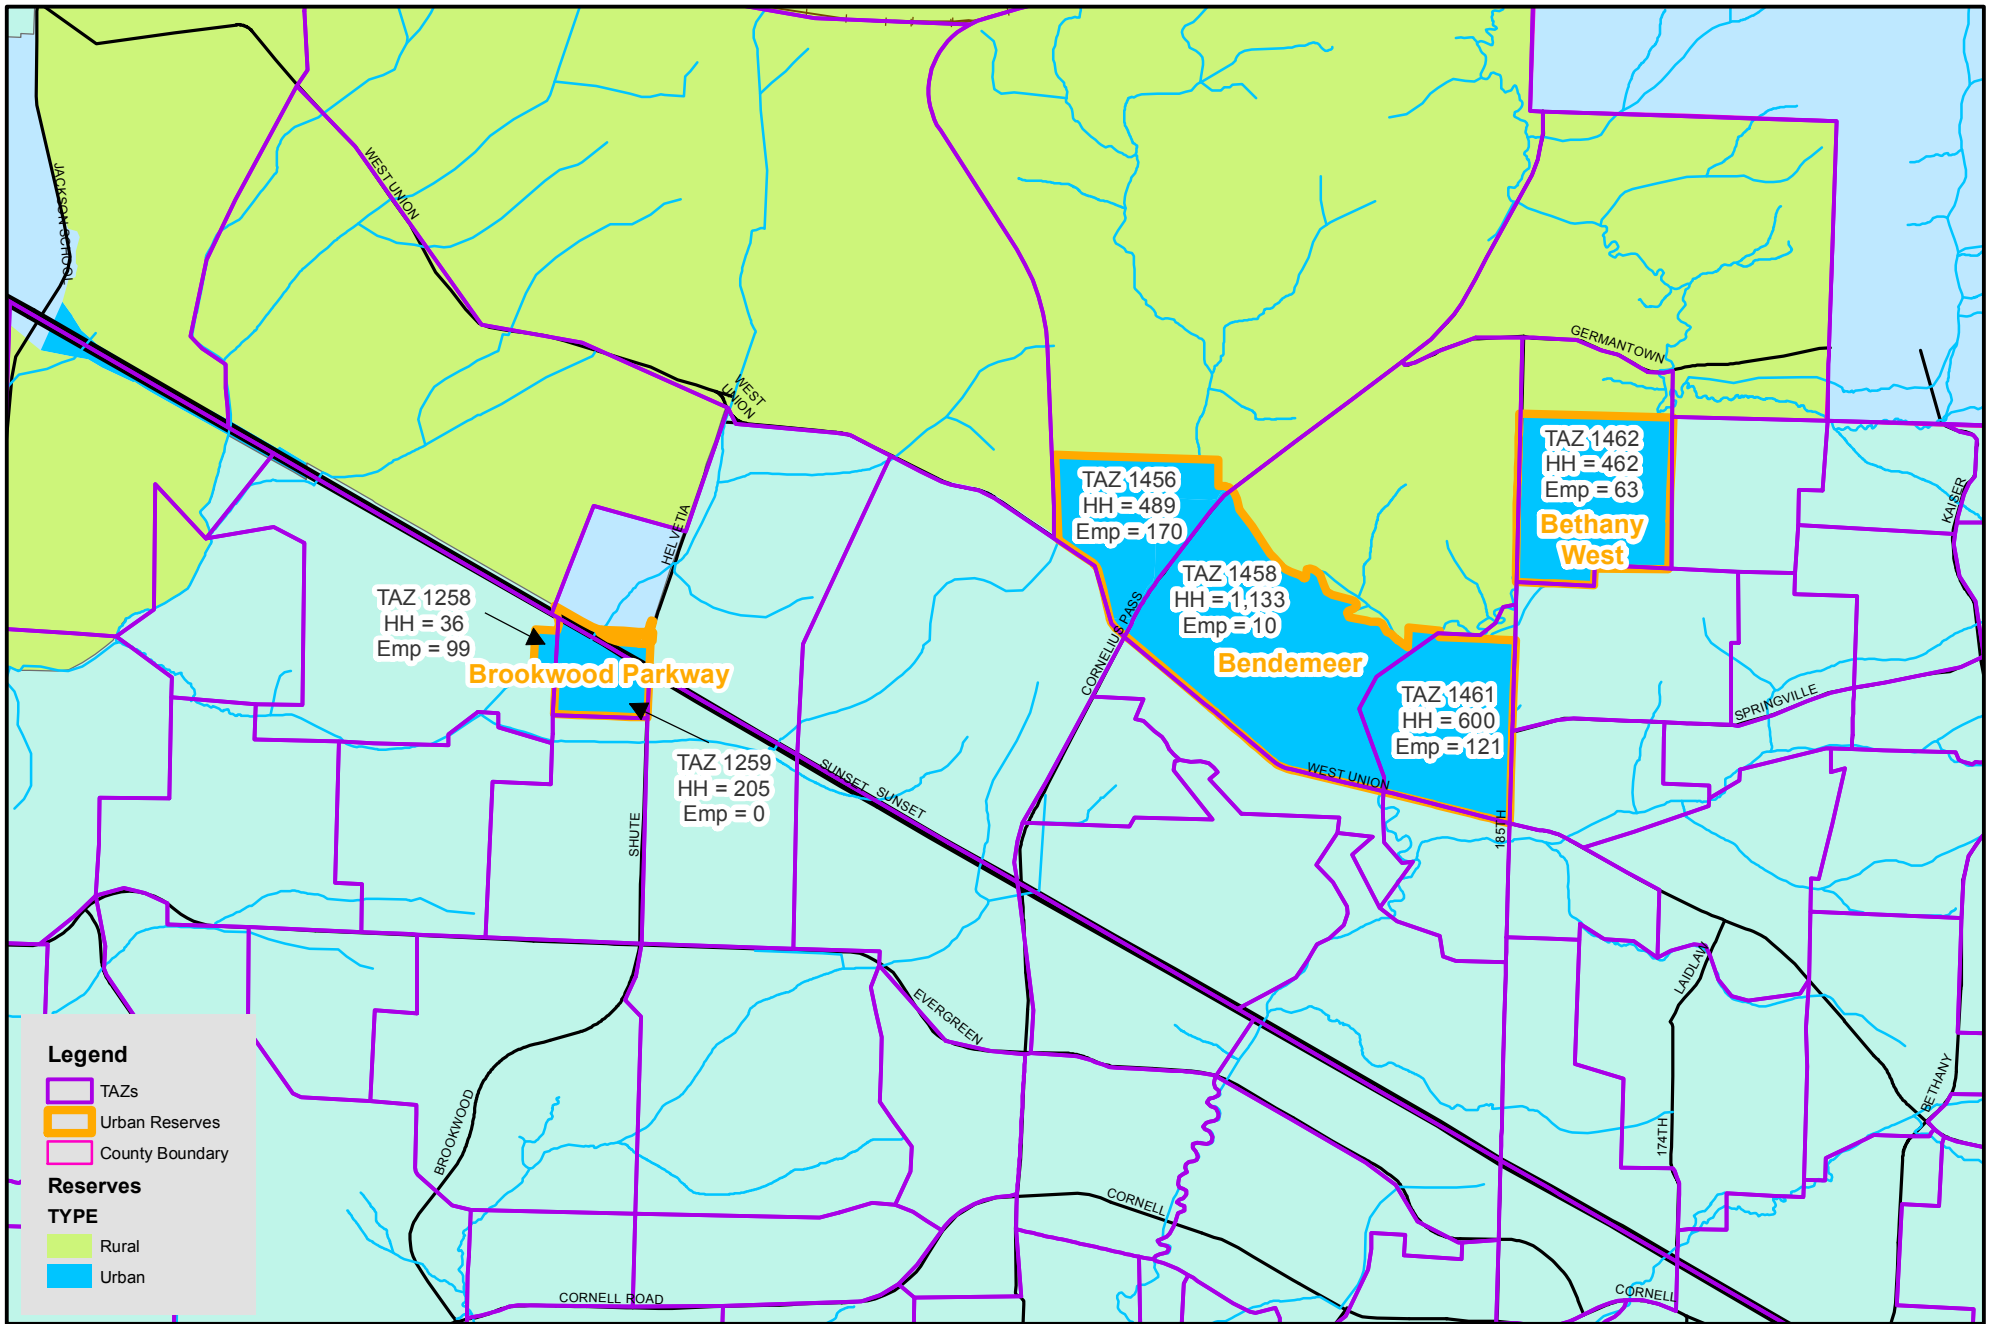 JACKSON SCHOOL
WEST UNION
WEST
UNION
GERMANTOWN
KAISER
HELVETIA
TAZ 1456
HH = 489
Emp = 170
TAZ 1462
HH = 462
Emp = 63
Bethany
West
TAZ 1458
HH = 1,133
Emp = 10
Bendemeer
CORNELIUS PASS
TAZ 1258
HH = 36
Emp = 99
Brookwood Parkway
TAZ 1461
HH = 600
Emp = 121
SPRINGVILLE
TAZ 1259
HH = 205
Emp = 0
SUNSET
SUNSET
WEST UNION
SHUTE
185TH
LAIDLAW
EVERGREEN
BROOKWOOD
174TH
BETHANY
CORNELL
CORNELL ROAD
CORNELL
Legend
TAZs
Urban Reserves
County Boundary
Reserves
TYPE
Rural
Urban